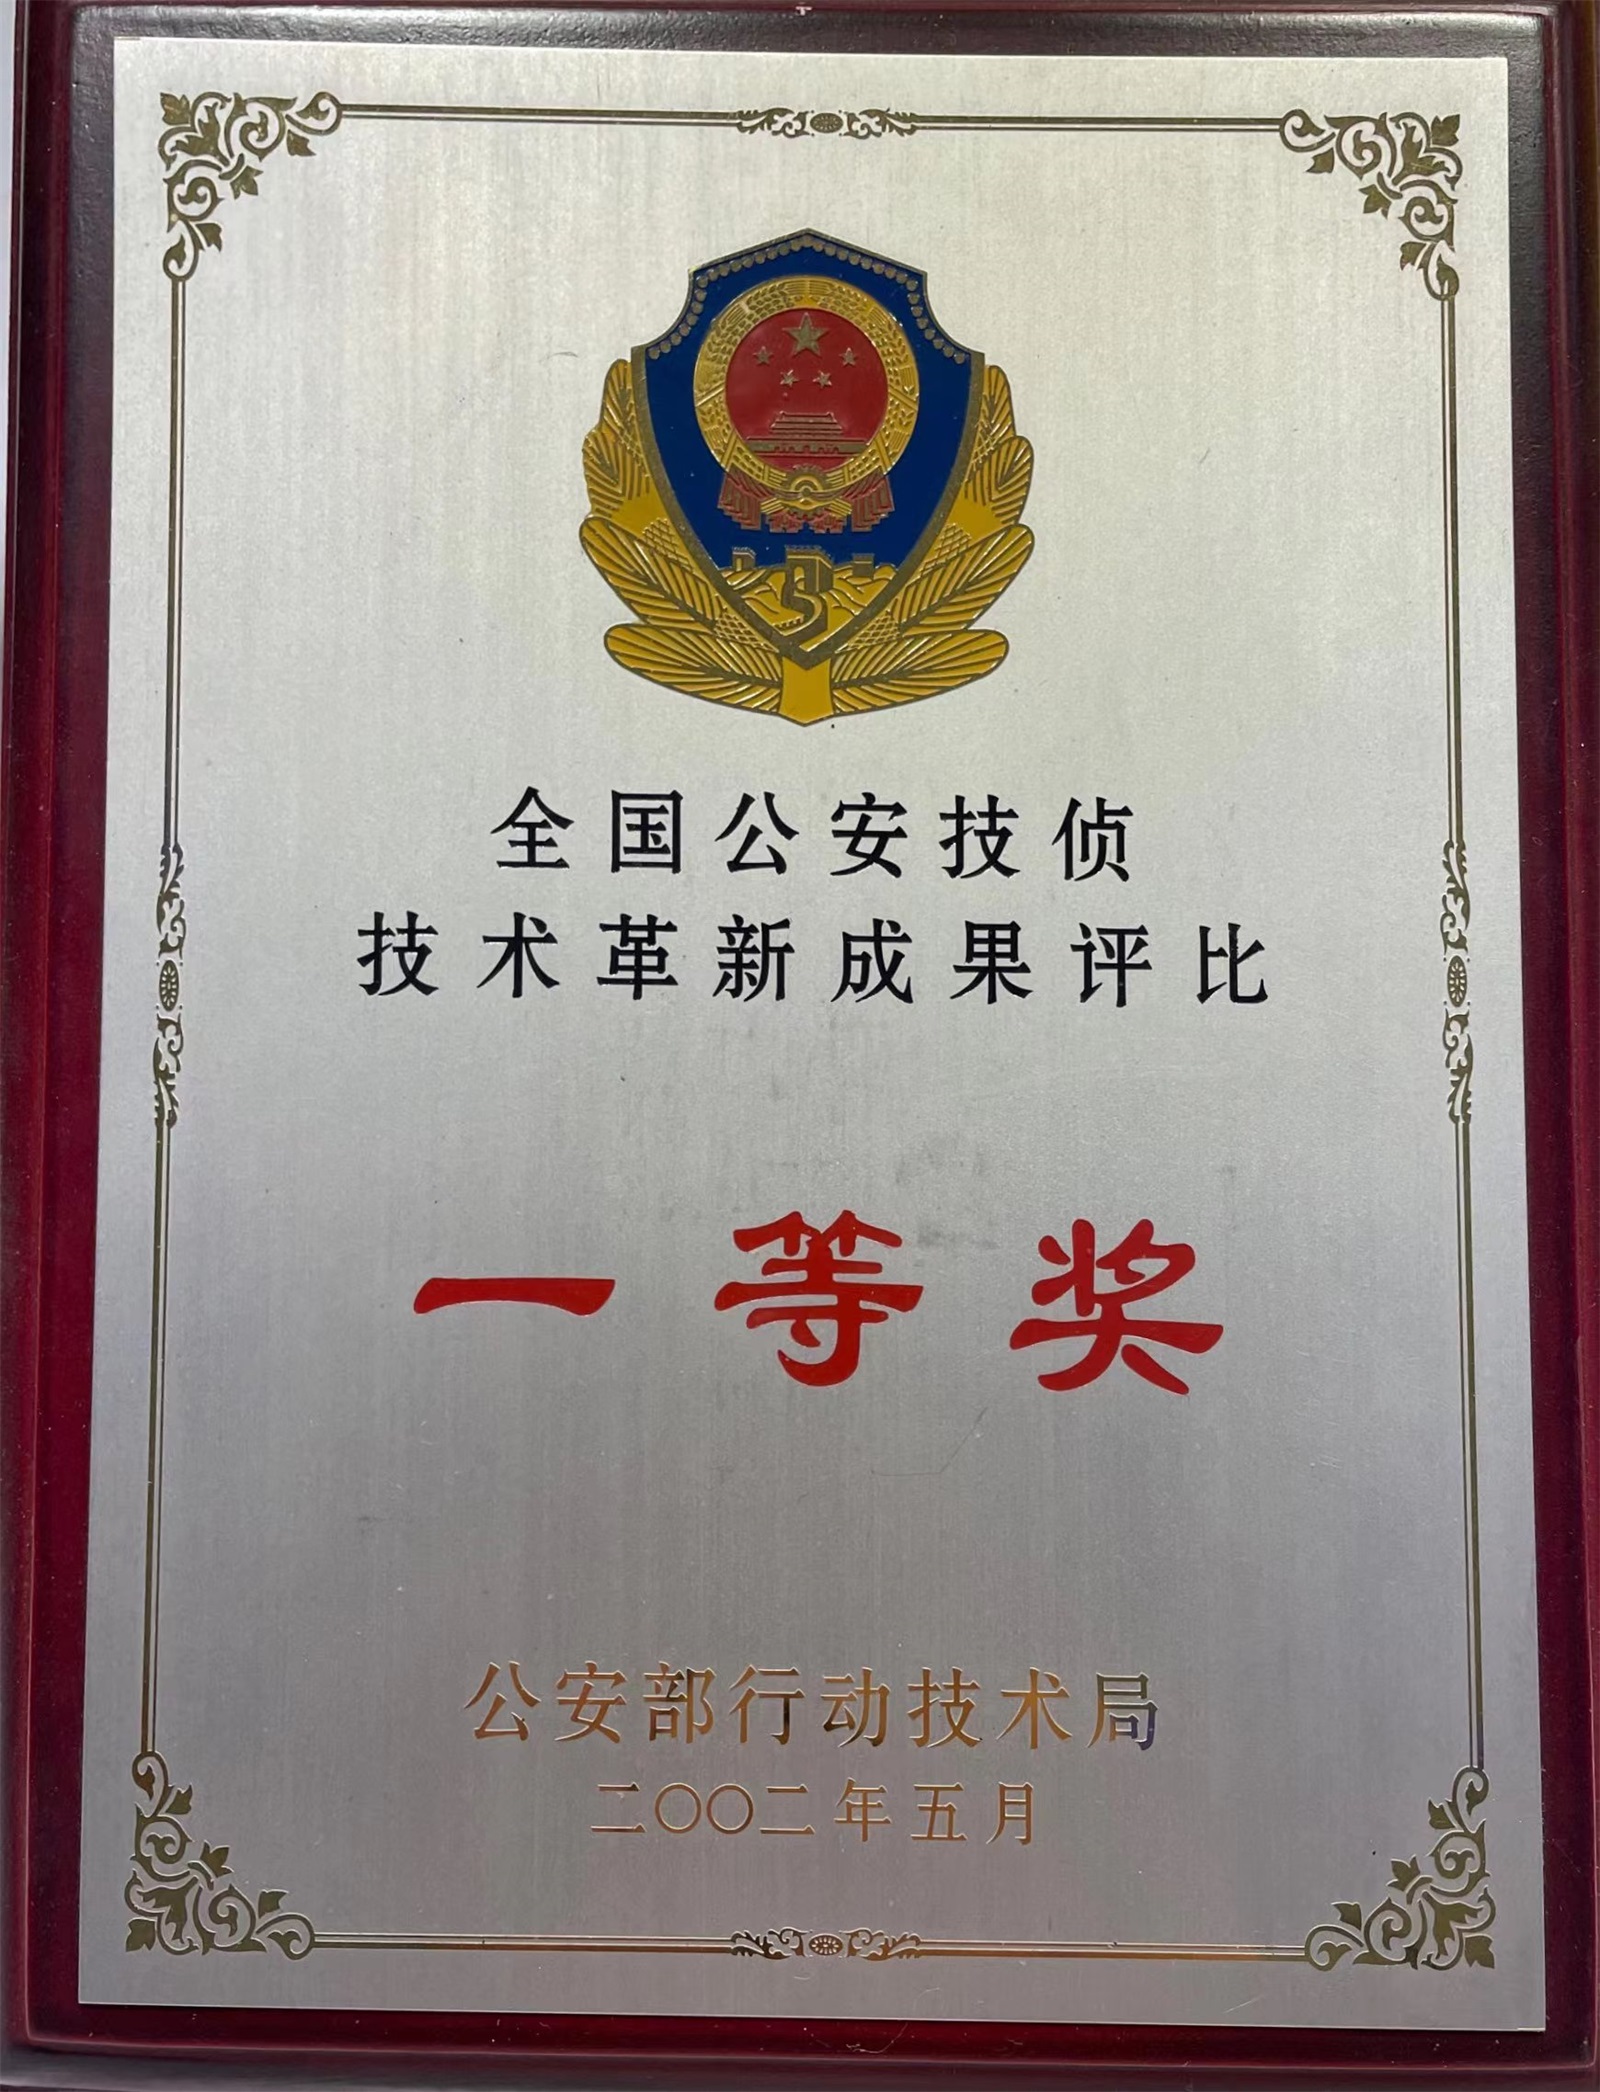 全国公安技侦
技术革新成果评比
一等奖
公安部行动技术局
二〇〇二年五月